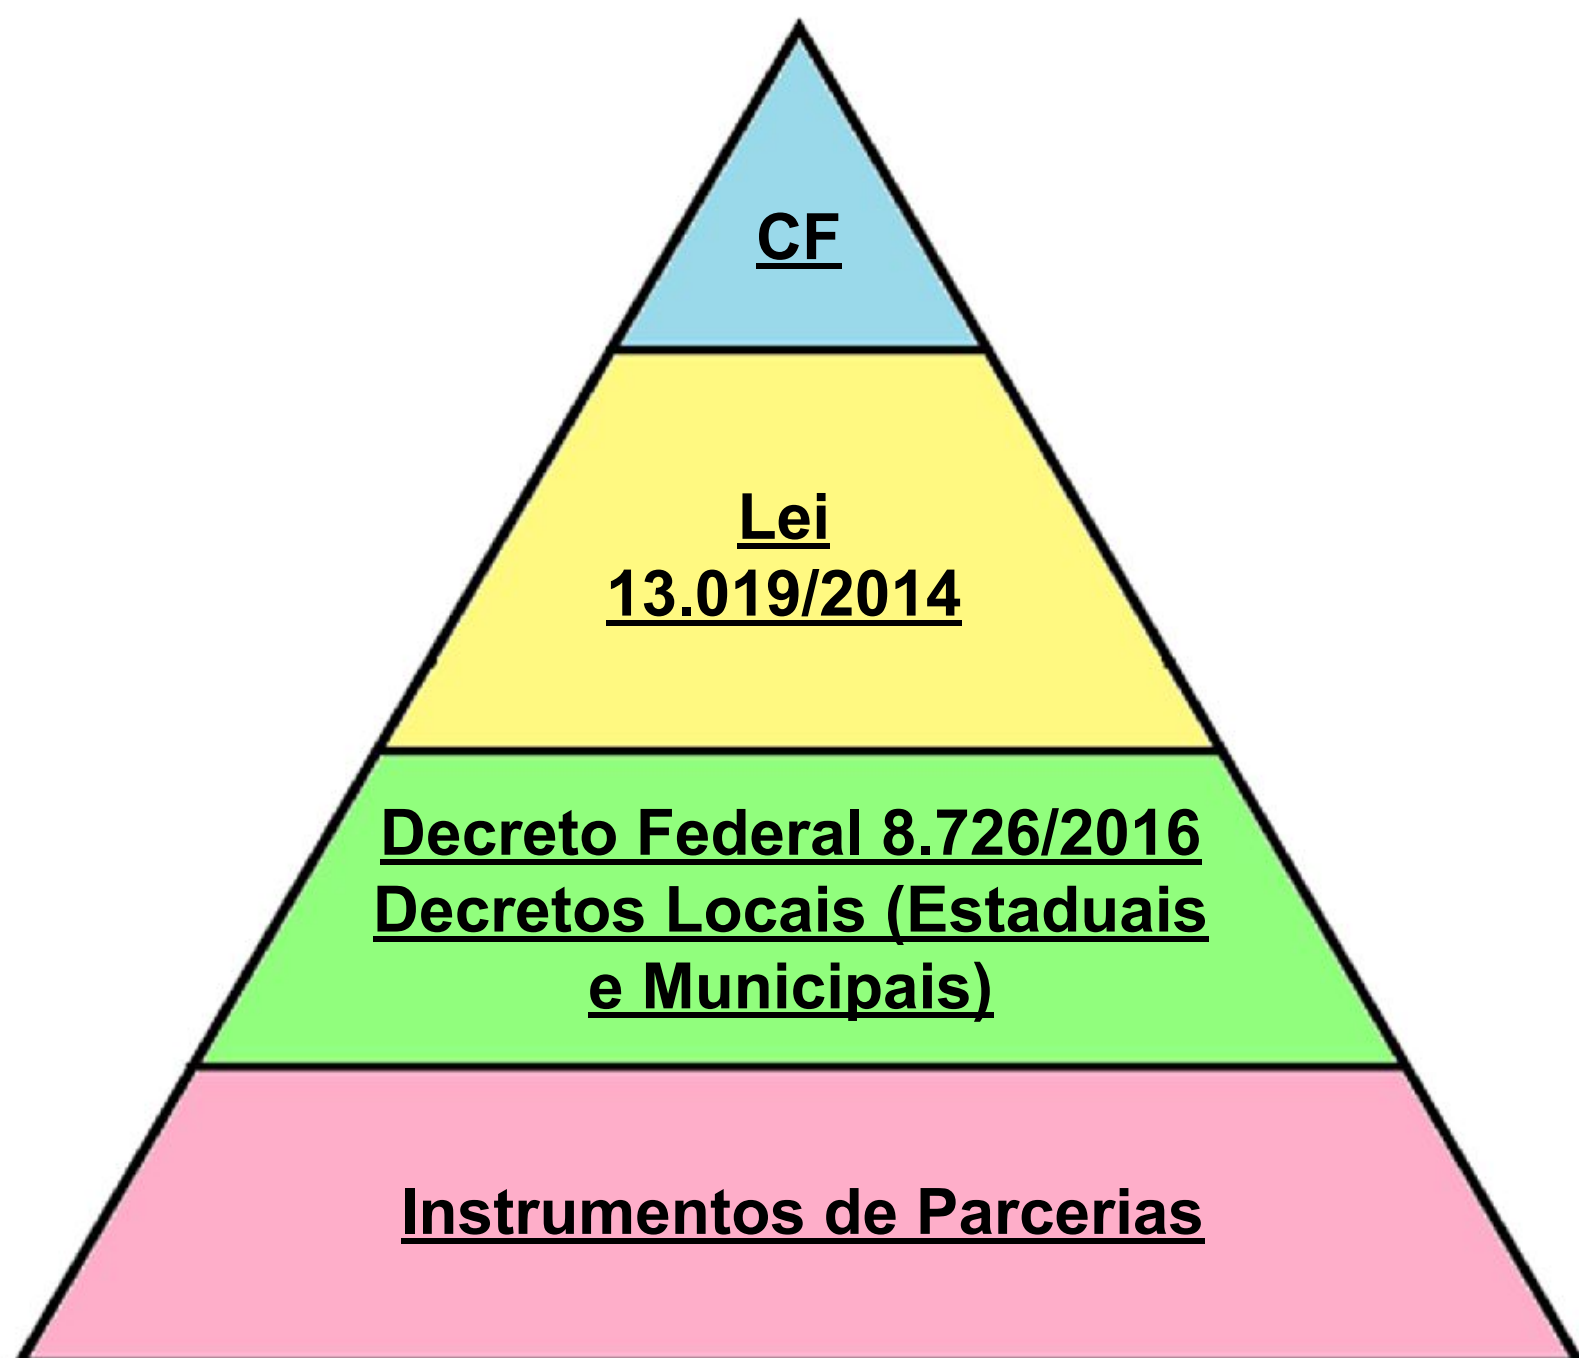 CF
Lei
13.019/2014
Decreto Federal 8.726/2016
Decretos Locais (Estaduais
e Municipais)
Instrumentos de Parcerias